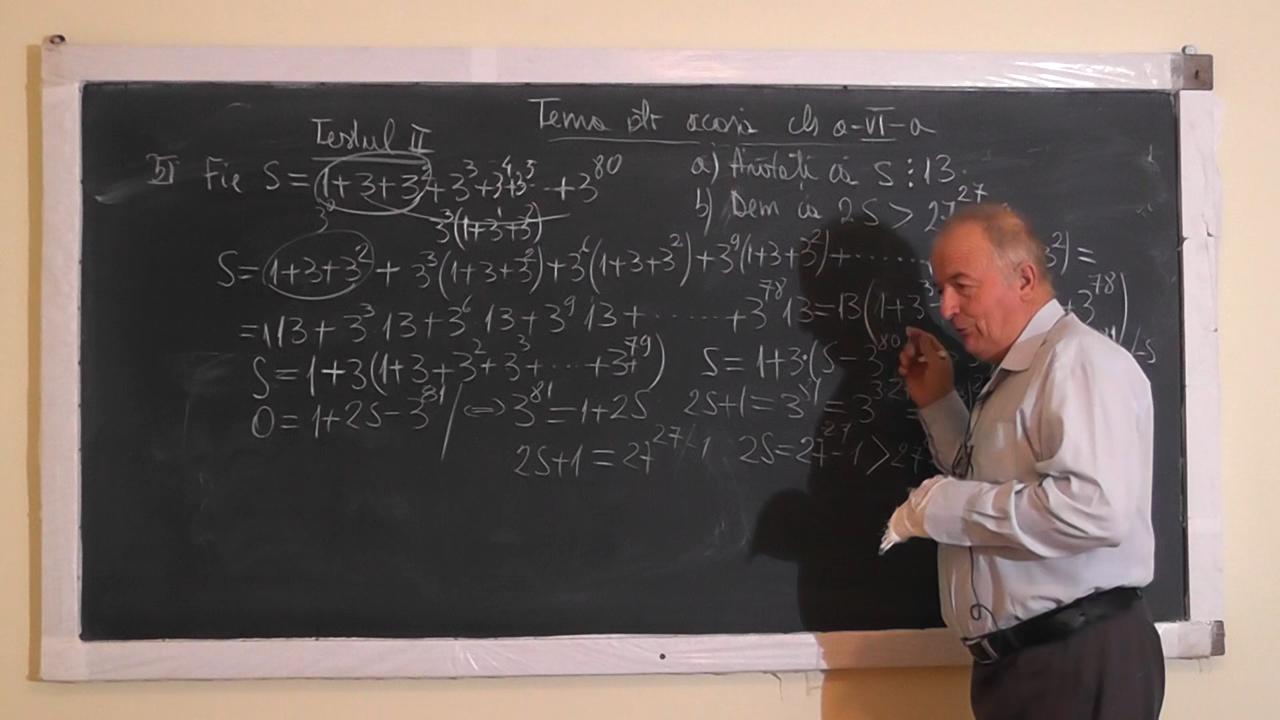 Tema ptr acasă cls a-VI-a
Testul II
Fie S = 1+3+3²+3³+3⁴+3⁵...+3⁸⁰
a) Arătați că S⋮13.
3³(1+3+3²)
b) Dem că 2S > 27²⁷
S = 1+3+3² + 3³(1+3+3²)+3⁶(1+3+3²)+3⁹(1+3+3²)+......3²)=
=1·13+3³·13+3⁶·13+3⁹·13+......+3⁷⁸·13=13(1+3³ +3⁷⁸)
S=1+3(1+3+3²+3³+...+3⁷⁹) S=1+3·(S-3⁸⁰ /-S
0=1+2S-3⁸¹/⇔3⁸¹=1+2S 2S+1=3⁸¹=3
2S+1=27²⁷/-1 2S=27²⁷-1>27